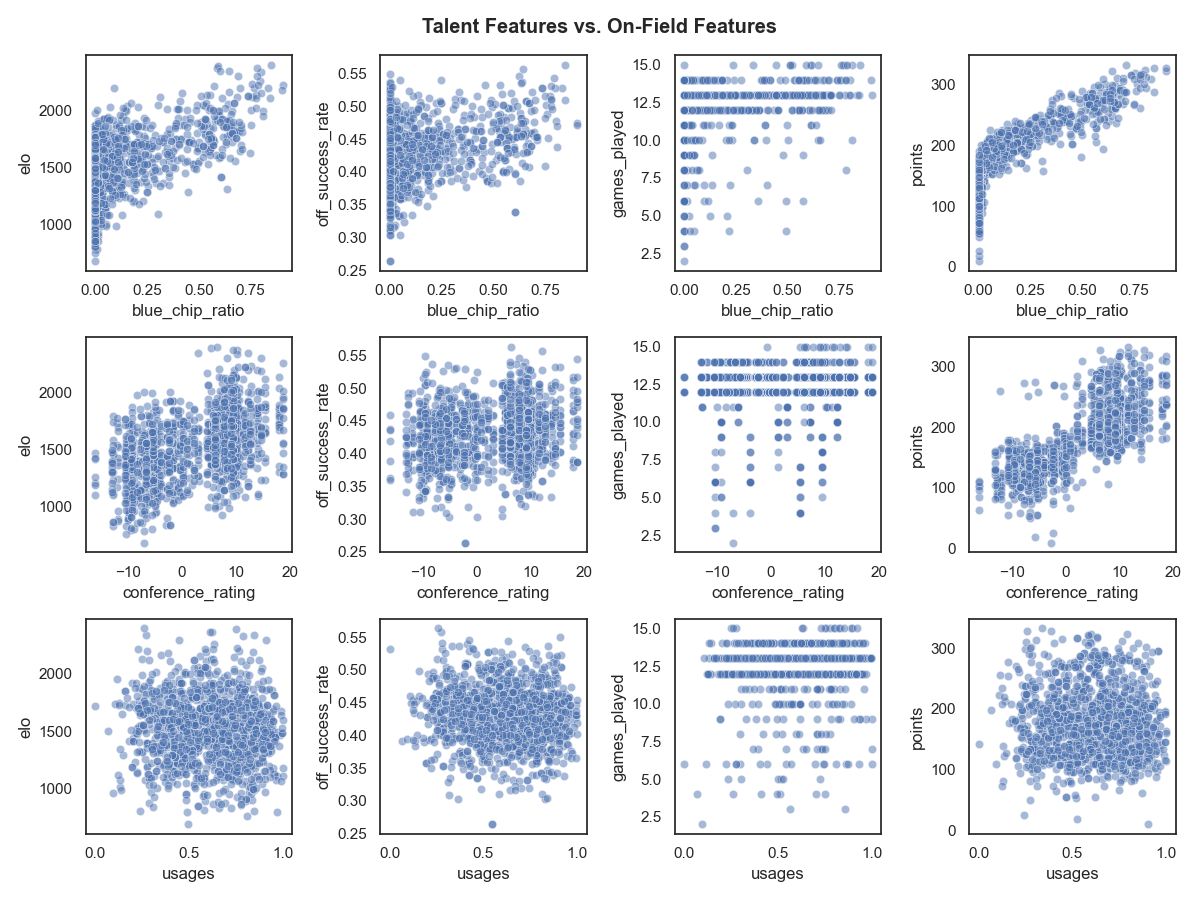 Talent Features vs. On-Field Features
elo
2000
1500
1000
0.00 0.25 0.50 0.75
blue_chip_ratio
off_success_rate
0.55
0.50
0.45
0.40
0.35
0.30
0.25
0.00 0.25 0.50 0.75
blue_chip_ratio
games_played
15.0
12.5
10.0
7.5
5.0
2.5
0.00 0.25 0.50 0.75
blue_chip_ratio
points
300
200
100
0
0.00 0.25 0.50 0.75
blue_chip_ratio
elo
2000
1500
1000
−10 0 10 20
conference_rating
off_success_rate
0.55
0.50
0.45
0.40
0.35
0.30
0.25
−10 0 10 20
conference_rating
games_played
15.0
12.5
10.0
7.5
5.0
2.5
−10 0 10 20
conference_rating
points
300
200
100
0
−10 0 10 20
conference_rating
elo
2000
1500
1000
0.0 0.5 1.0
usages
off_success_rate
0.55
0.50
0.45
0.40
0.35
0.30
0.25
0.0 0.5 1.0
usages
games_played
15.0
12.5
10.0
7.5
5.0
2.5
0.0 0.5 1.0
usages
points
300
200
100
0
0.0 0.5 1.0
usages